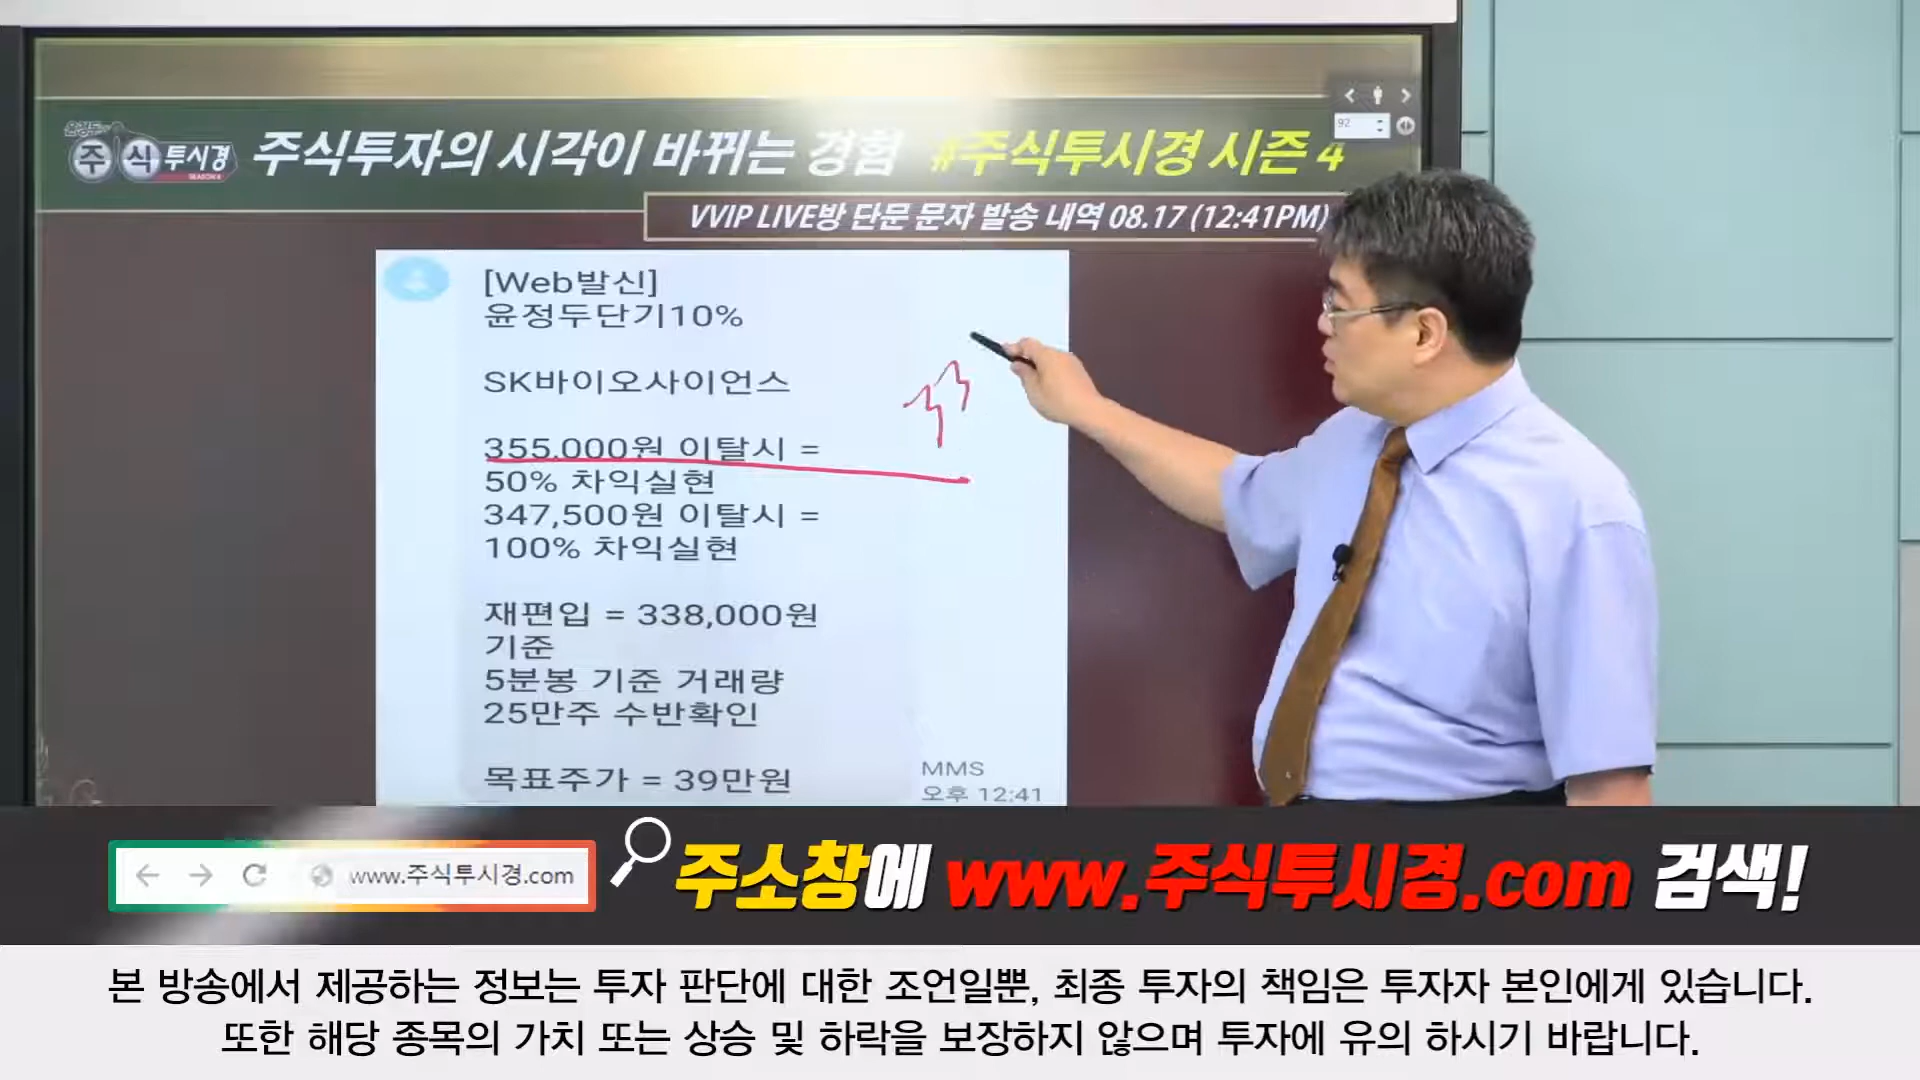 윤정두의
주식투시경
SEASON 4
주식투자의 시각이 바뀌는 경험 #주식투시경 시즌 4
92
VVIP LIVE방 단문 문자 발송 내역 08.17 (12:41PM)
[Web발신]
윤정두단기10%
SK바이오사이언스
355,000원 이탈시 =
50% 차익실현
347,500원 이탈시 =
100% 차익실현
재편입 = 338,000원
기준
5분봉 기준 거래량
25만주 수반확인
목표주가 = 39만원
MMS
오후 12:41
www.주식투시경.com
주소창에 www.주식투시경.com 검색!
본 방송에서 제공하는 정보는 투자 판단에 대한 조언일뿐, 최종 투자의 책임은 투자자 본인에게 있습니다.
또한 해당 종목의 가치 또는 상승 및 하락을 보장하지 않으며 투자에 유의 하시기 바랍니다.